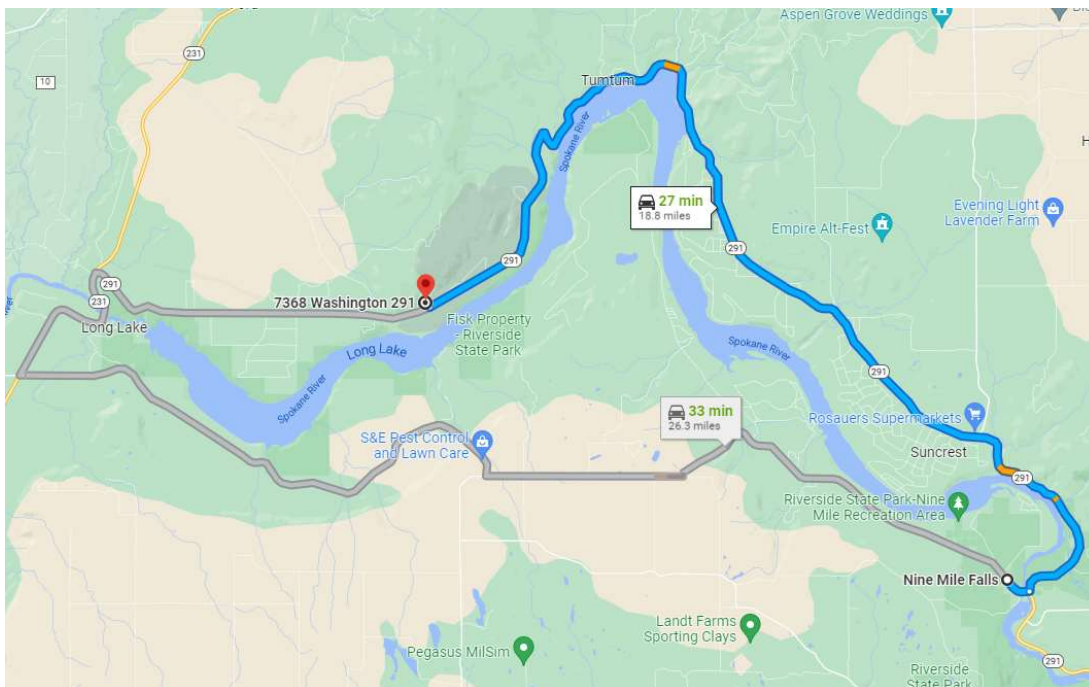 Aspen Grove Weddings
231
10
Tumtum
Spokane River
27 min
18.8 miles
Evening Light
Lavender Farm
Empire Alt-Fest
291
291
291
231
7368 Washington 291
Long Lake
Fisk Property
- Riverside
State Park
Long Lake
Spokane River
Spokane River
291
33 min
26.3 miles
Rosauers Supermarkets
S&E Pest Control
and Lawn Care
Suncrest
291
Riverside State Park-Nine
Mile Recreation Area
Nine Mile Falls
Landt Farms
Sporting Clays
Pegasus MilSim
291
Riverside
State Park